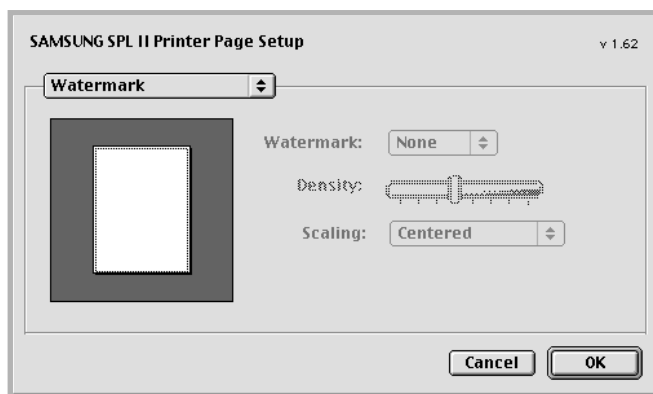 SAMSUNG SPL II Printer Page Setup v 1.62
Watermark
Watermark: None
Density:
Scaling: Centered
Cancel OK